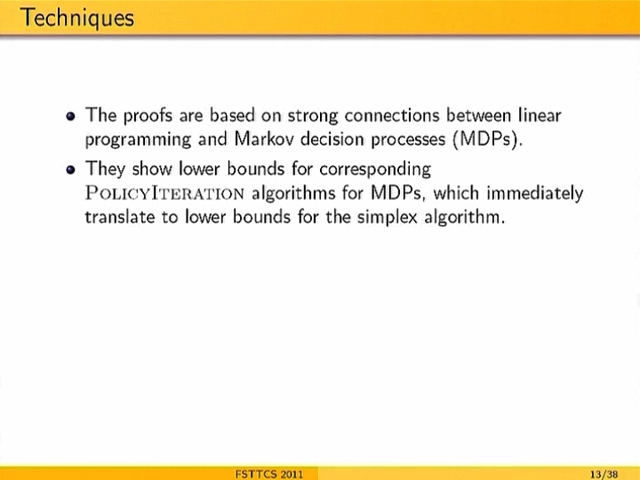 Techniques
The proofs are based on strong connections between linear
programming and Markov decision processes (MDPs).
They show lower bounds for corresponding
PolicyIteration algorithms for MDPs, which immediately
translate to lower bounds for the simplex algorithm.
FSTTCS 2011
13/38